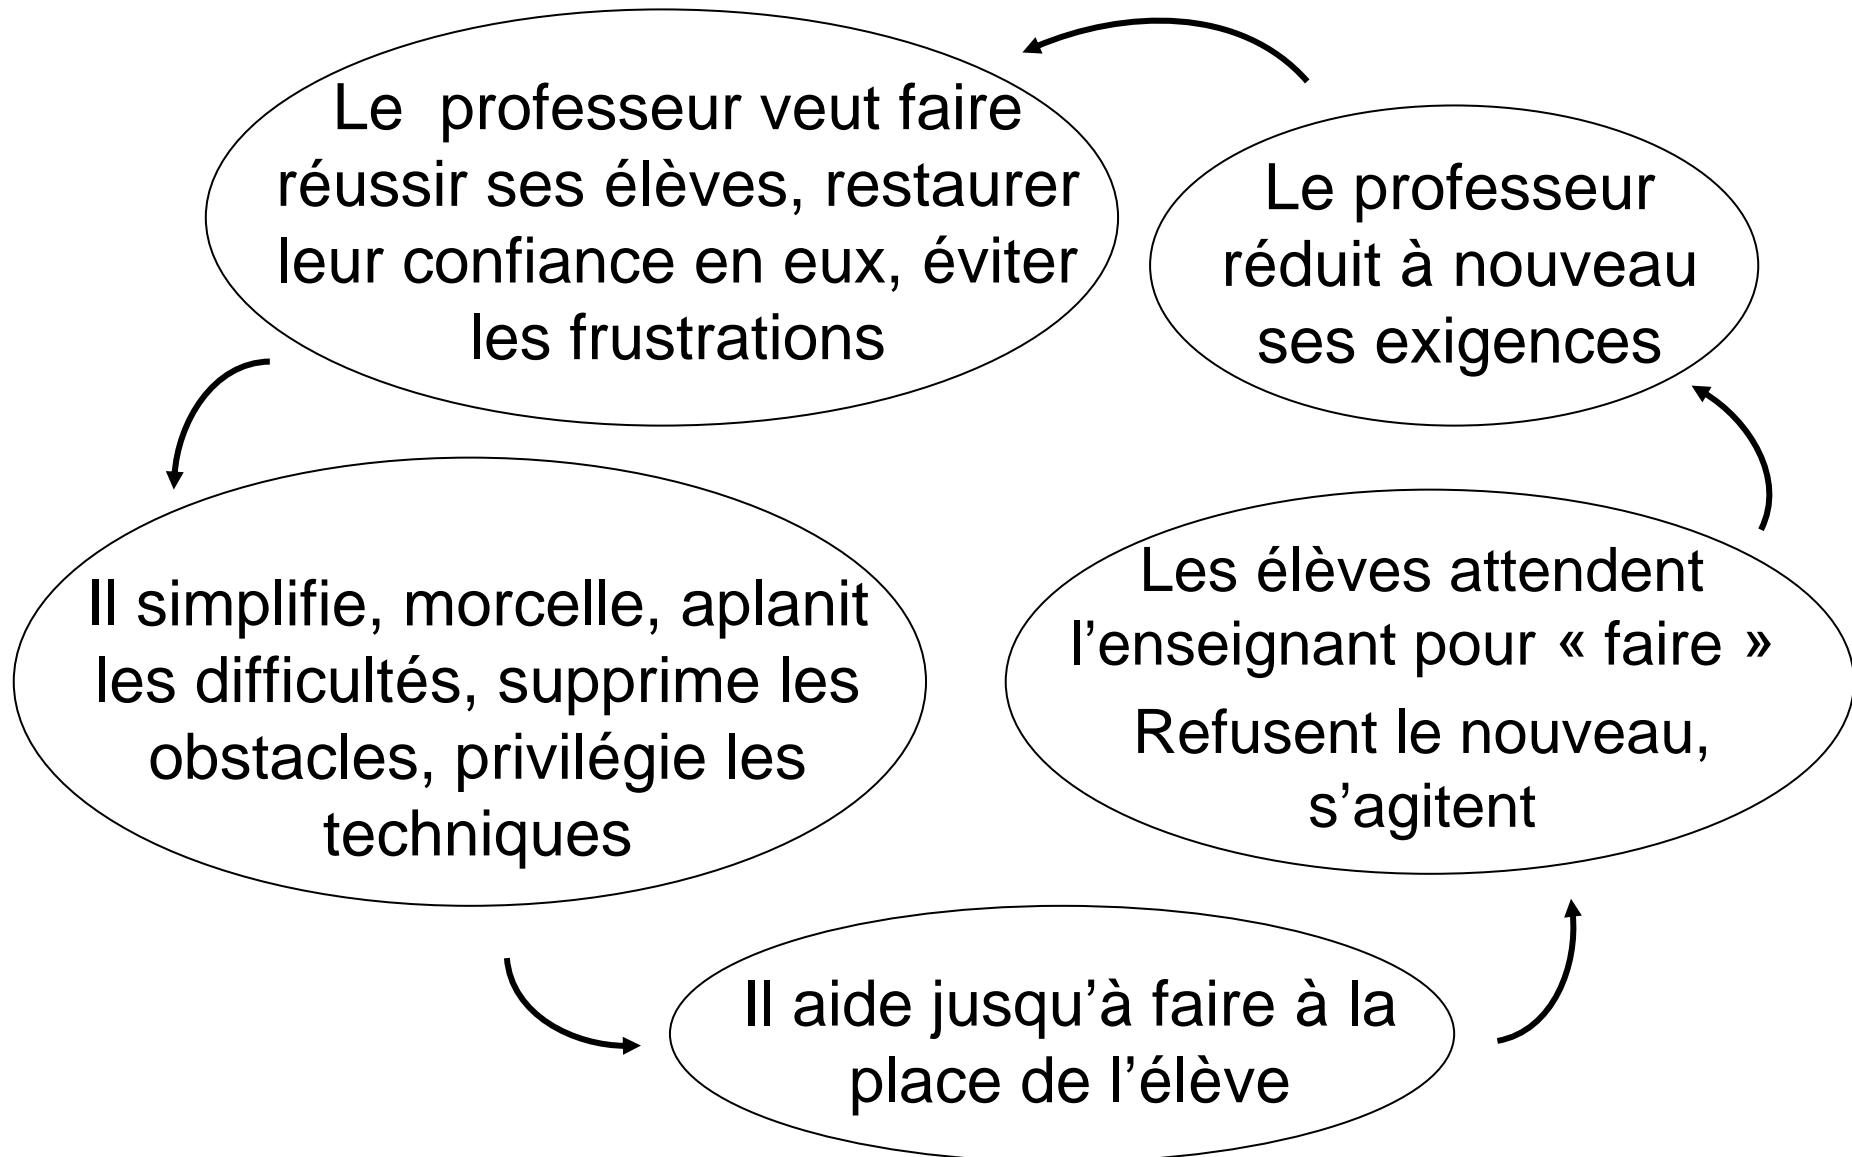 Le professeur veut faire
réussir ses élèves, restaurer
leur confiance en eux, éviter
les frustrations
Il simplifie, morcelle, aplanit
les difficultés, supprime les
obstacles, privilégie les
techniques
Il aide jusqu’à faire à la
place de l’élève
Les élèves attendent
l’enseignant pour « faire »
Refusent le nouveau,
s’agitent
Le professeur
réduit à nouveau
ses exigences